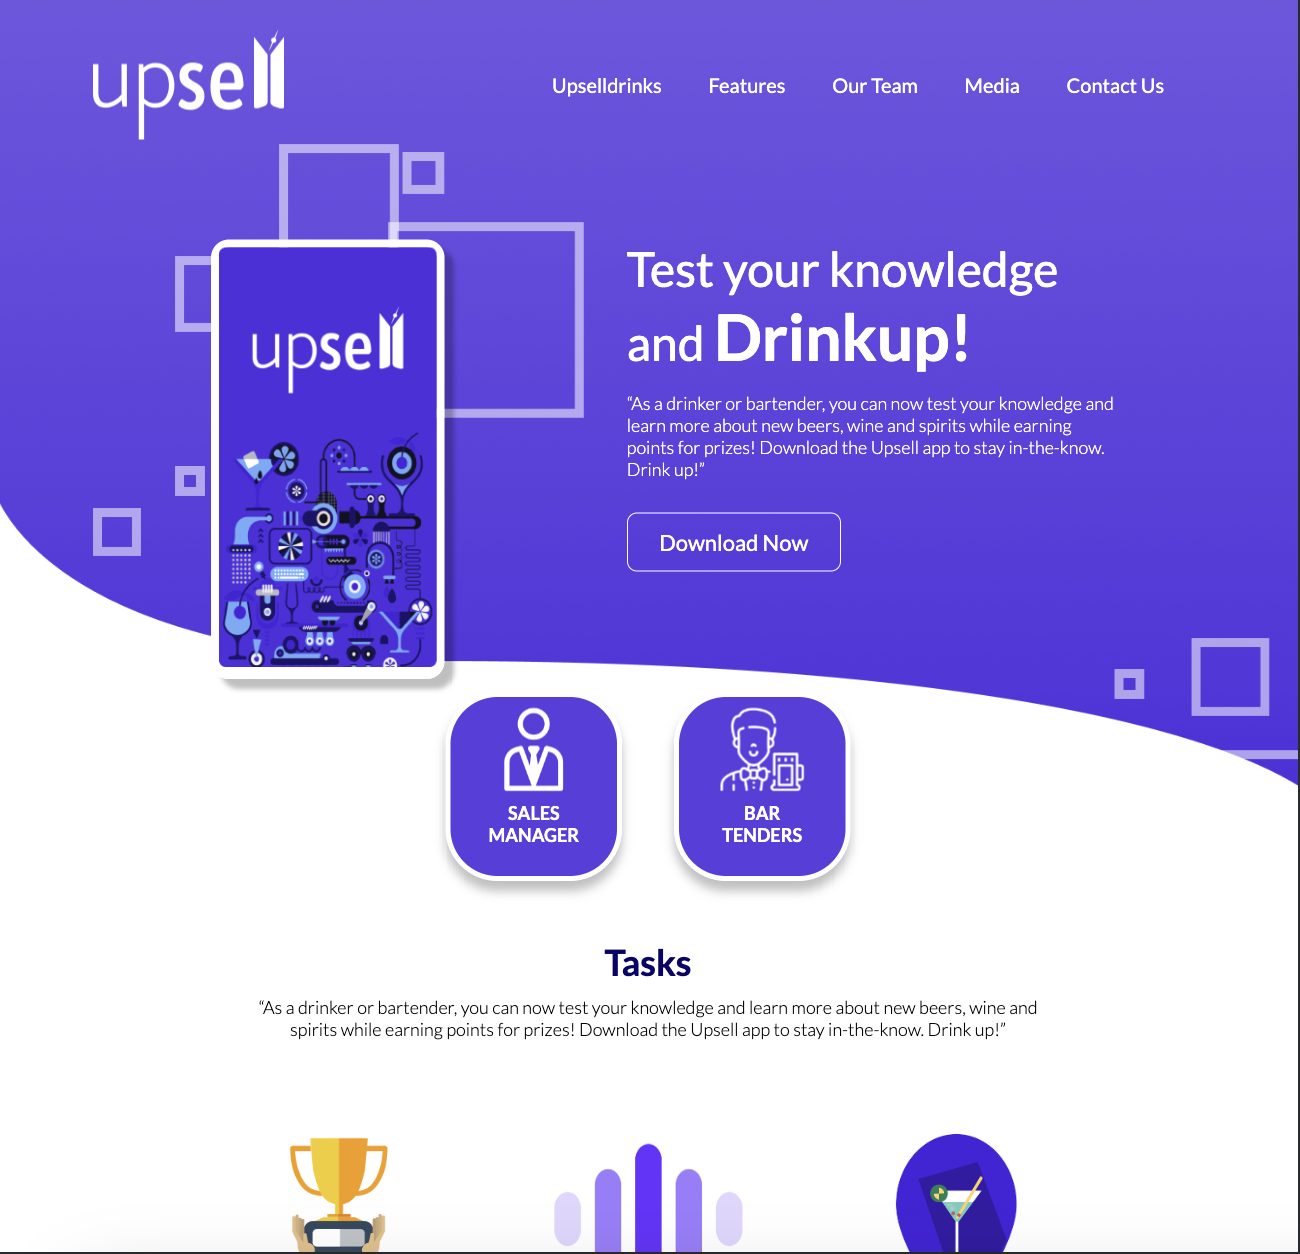 upsell
Upselldrinks Features Our Team Media Contact Us
upsell
Test your knowledge
and Drinkup!
“As a drinker or bartender, you can now test your knowledge and
learn more about new beers, wine and spirits while earning
points for prizes! Download the Upsell app to stay in-the-know.
Drink up!”
Download Now
SALES
MANAGER
BAR
TENDERS
Tasks
“As a drinker or bartender, you can now test your knowledge and learn more about new beers, wine and
spirits while earning points for prizes! Download the Upsell app to stay in-the-know. Drink up!”